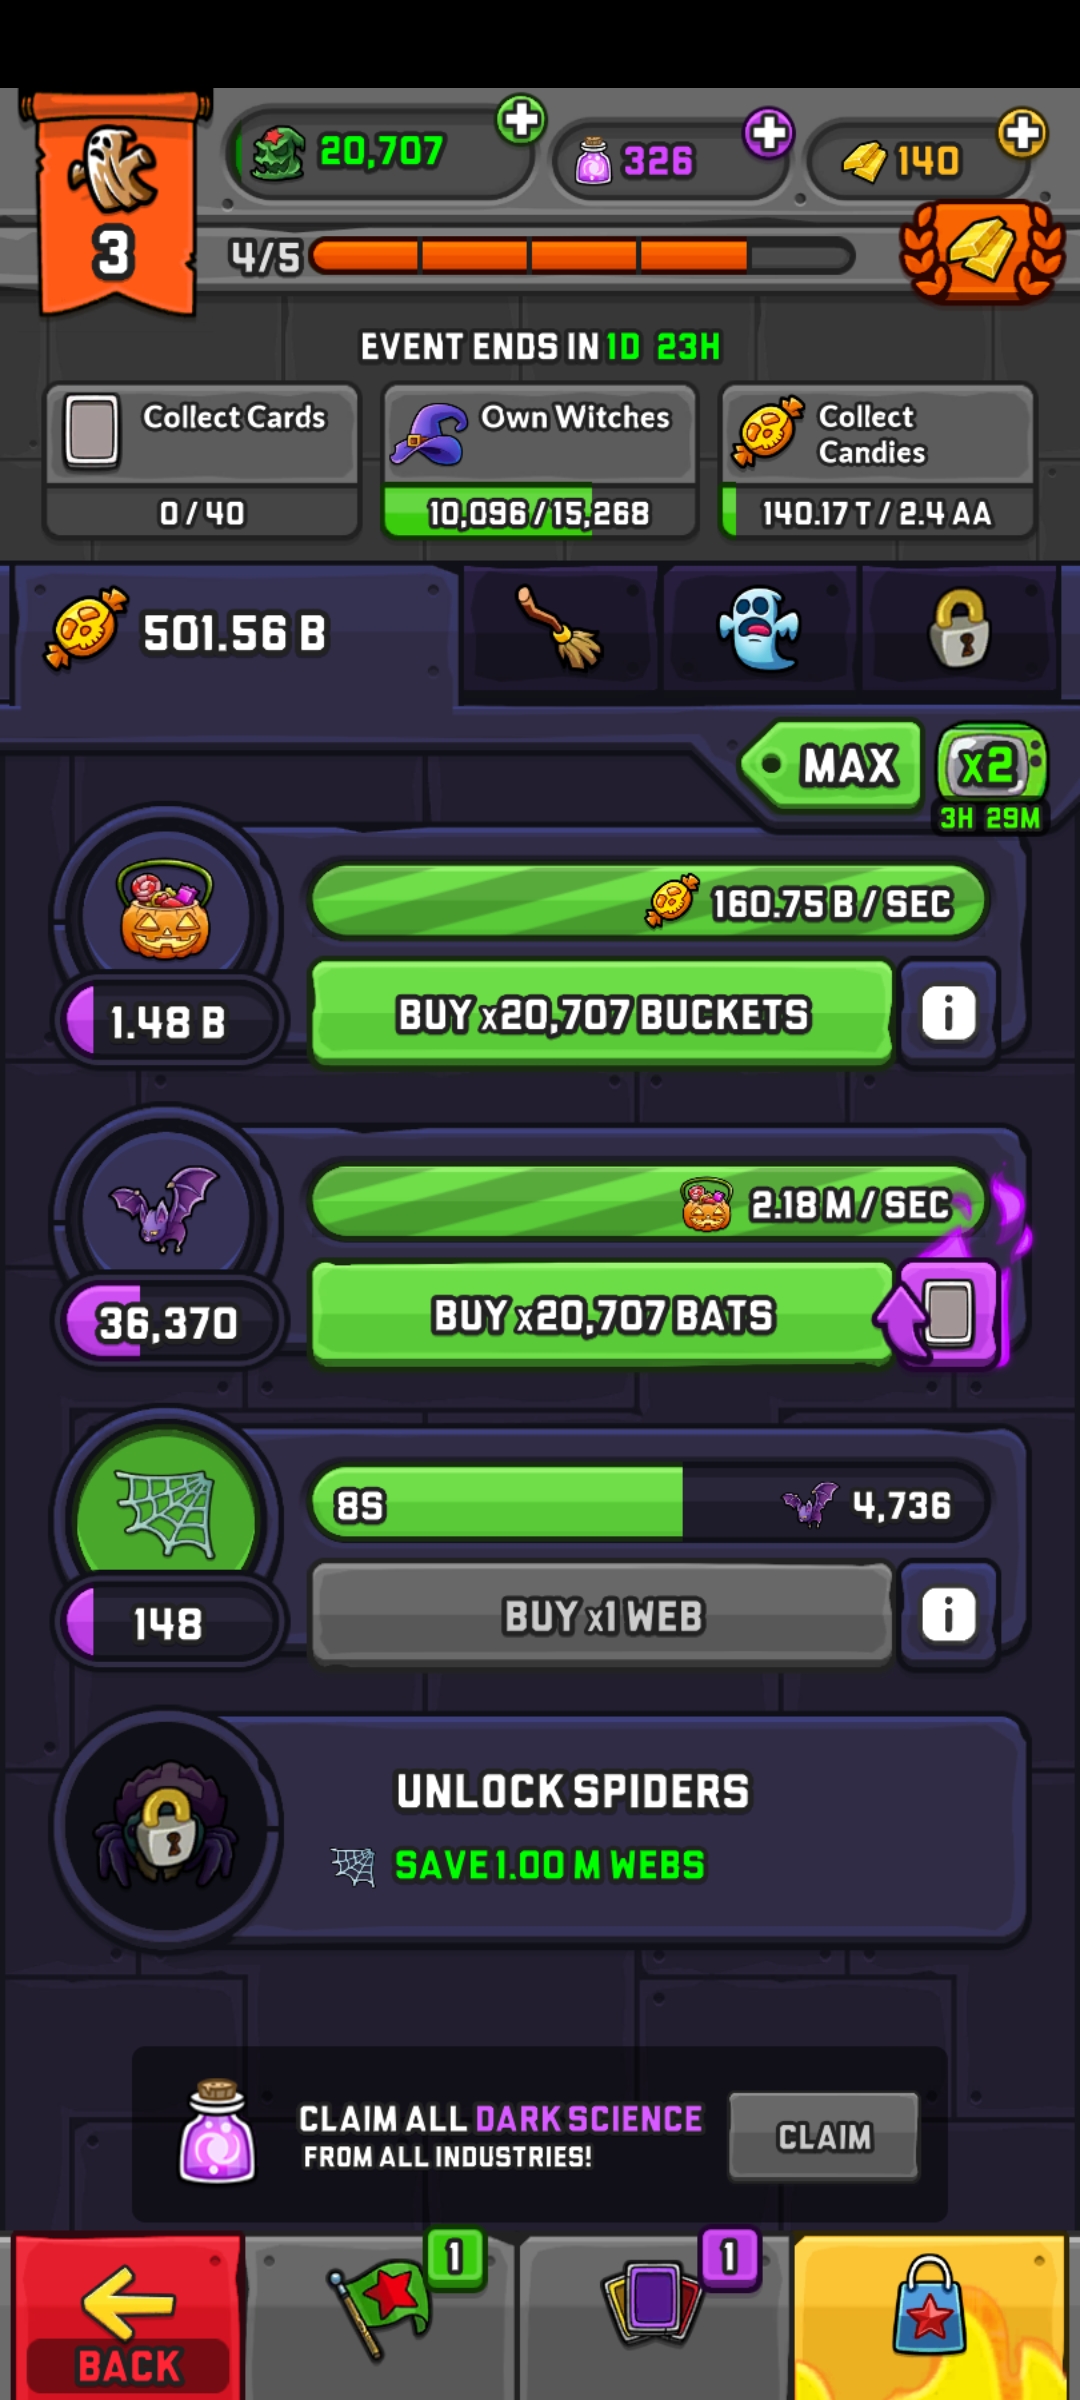 20,707
326
140
3
4/5
EVENT ENDS IN 1D 23H
Collect Cards
0 / 40
Own Witches
10,096 / 15,268
Collect
Candies
140.17 T / 2.4 AA
501.56 B
MAX
x2
3H 29M
160.75 B / SEC
1.48 B
BUY x20,707 BUCKETS
i
2.18 M / SEC
36,370
BUY x20,707 BATS
8S
4,736
148
BUY x1 WEB
i
UNLOCK SPIDERS
SAVE 1.00 M WEBS
CLAIM ALL DARK SCIENCE
FROM ALL INDUSTRIES!
CLAIM
BACK
1
1